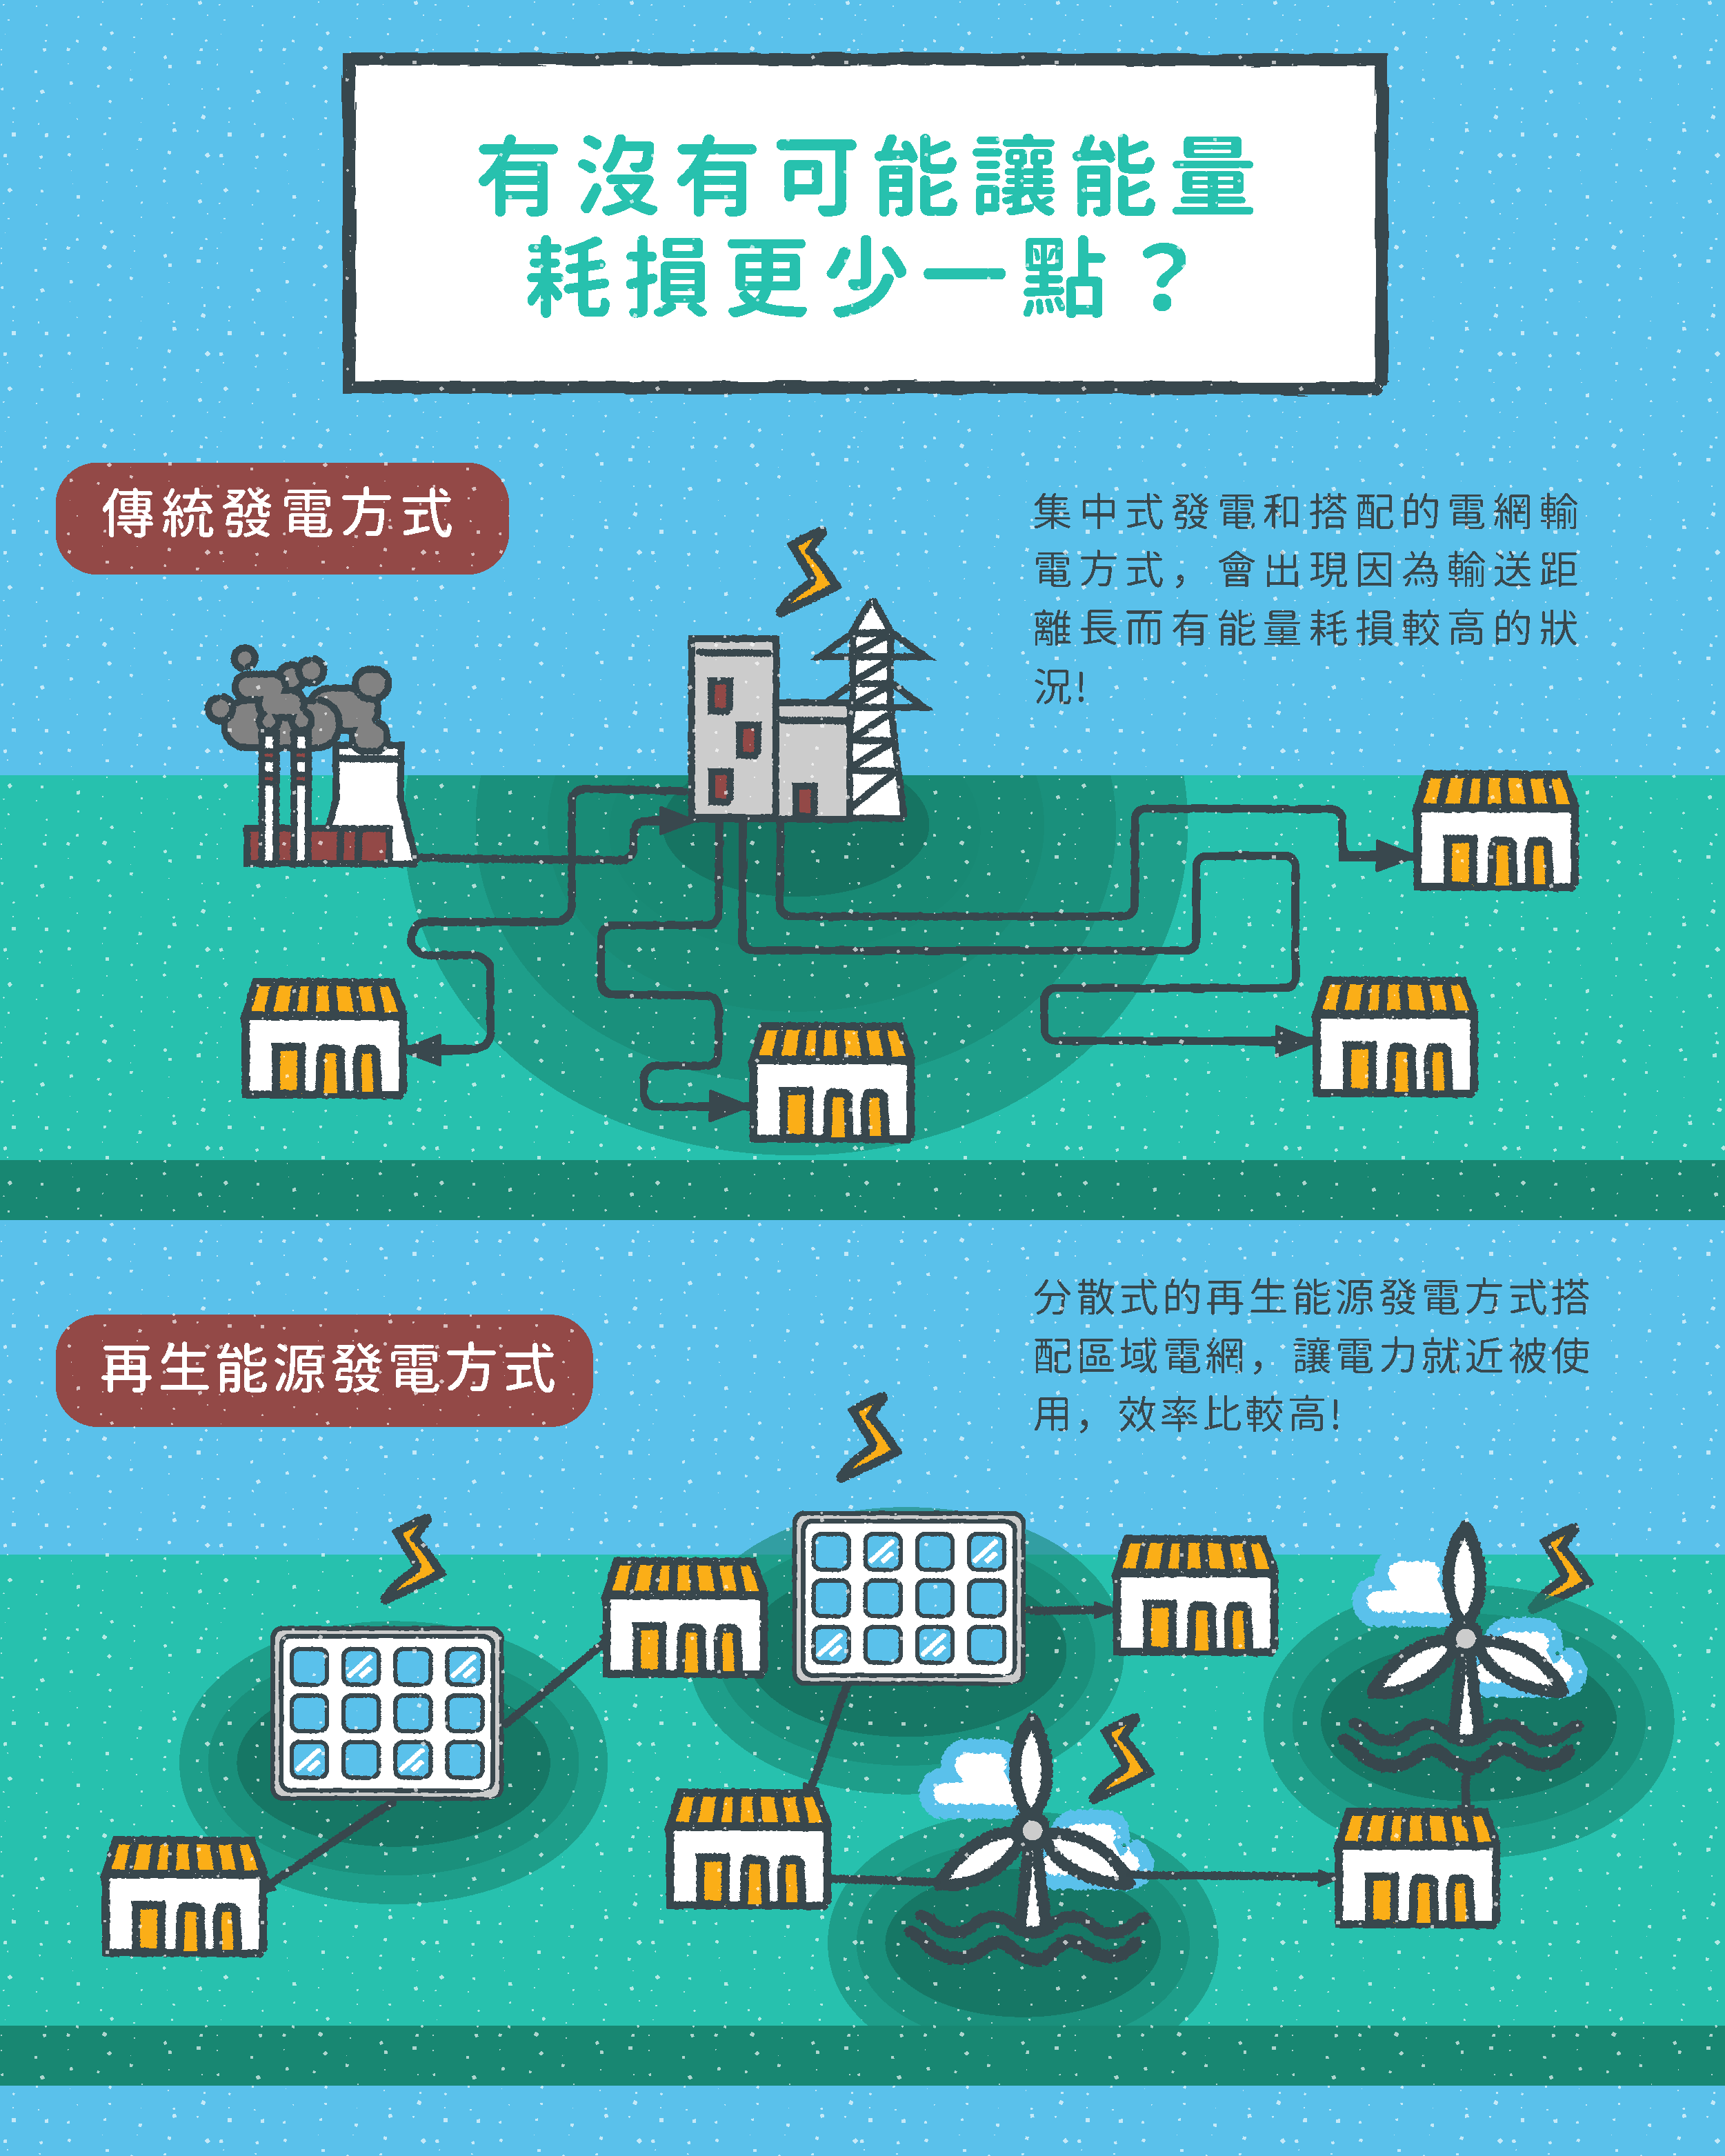 有沒有可能讓能量
耗損更少一點？
傳統發電方式
集中式發電和搭配的電網輸
電方式，會出現因為輸送距
離長而有能量耗損較高的狀
況!
再生能源發電方式
分散式的再生能源發電方式搭
配區域電網，讓電力就近被使
用，效率比較高!